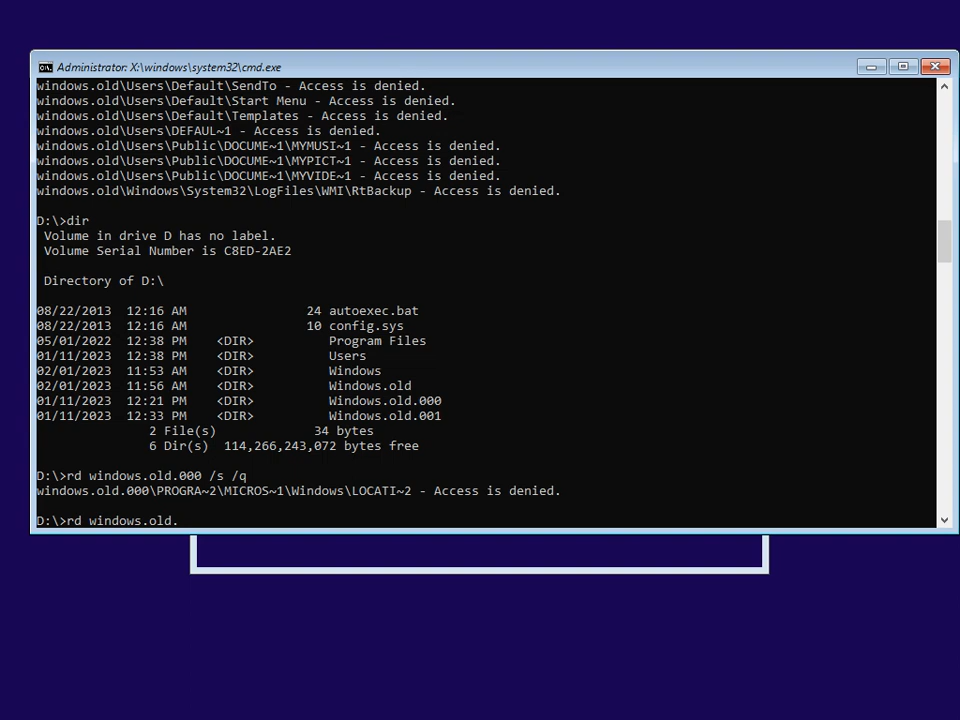 Administrator: X:\windows\system32\cmd.exe
windows.old\Users\Default\SendTo - Access is denied.
windows.old\Users\Default\Start Menu - Access is denied.
windows.old\Users\Default\Templates - Access is denied.
windows.old\Users\DEFAUL~1 - Access is denied.
windows.old\Users\Public\DOCUME~1\MYMUSI~1 - Access is denied.
windows.old\Users\Public\DOCUME~1\MYPICT~1 - Access is denied.
windows.old\Users\Public\DOCUME~1\MYVIDE~1 - Access is denied.
windows.old\Windows\System32\LogFiles\WMI\RtBackup - Access is denied.
D:\>dir
Volume in drive D has no label.
Volume Serial Number is C8ED-2AE2
Directory of D:\
08/22/2013  12:16 AM                24 autoexec.bat
08/22/2013  12:16 AM                10 config.sys
05/01/2022  12:38 PM    <DIR>          Program Files
01/11/2023  12:38 PM    <DIR>          Users
02/01/2023  11:53 AM    <DIR>          Windows
02/01/2023  11:56 AM    <DIR>          Windows.old
01/11/2023  12:21 PM    <DIR>          Windows.old.000
01/11/2023  12:33 PM    <DIR>          Windows.old.001
2 File(s)             34 bytes
6 Dir(s)  114,266,243,072 bytes free
D:\>rd windows.old.000 /s /q
windows.old.000\PROGRA~2\MICROS~1\Windows\LOCATI~2 - Access is denied.
D:\>rd windows.old.